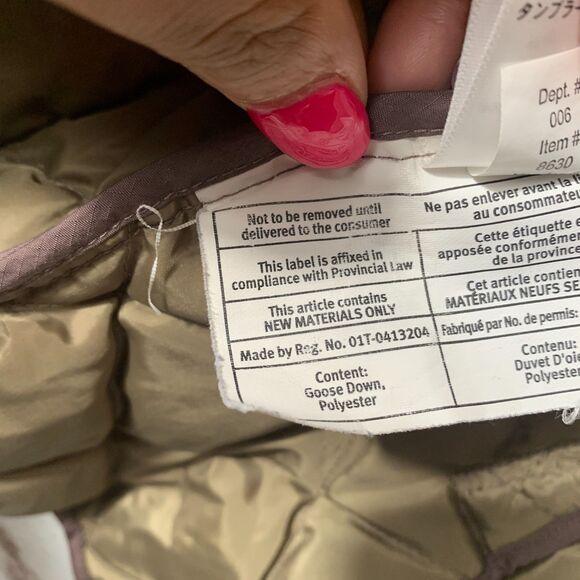 タンブラー
Dept. #
006
Item #
8630
Not to be removed until
delivered to the consumer
Ne pas enlever avant la
au consommate
This label is affixed in
compliance with Provincial Law
Cette étiquette e
apposée conformém
de la province
This article contains
NEW MATERIALS ONLY
Cet article contien
MATÉRIAUX NEUFS SE
Made by Reg. No. 01T-0413204
Fabriqué par No. de permis:
Content:
Goose Down,
Polyester
Contenu:
Duvet D'oie
Polyester